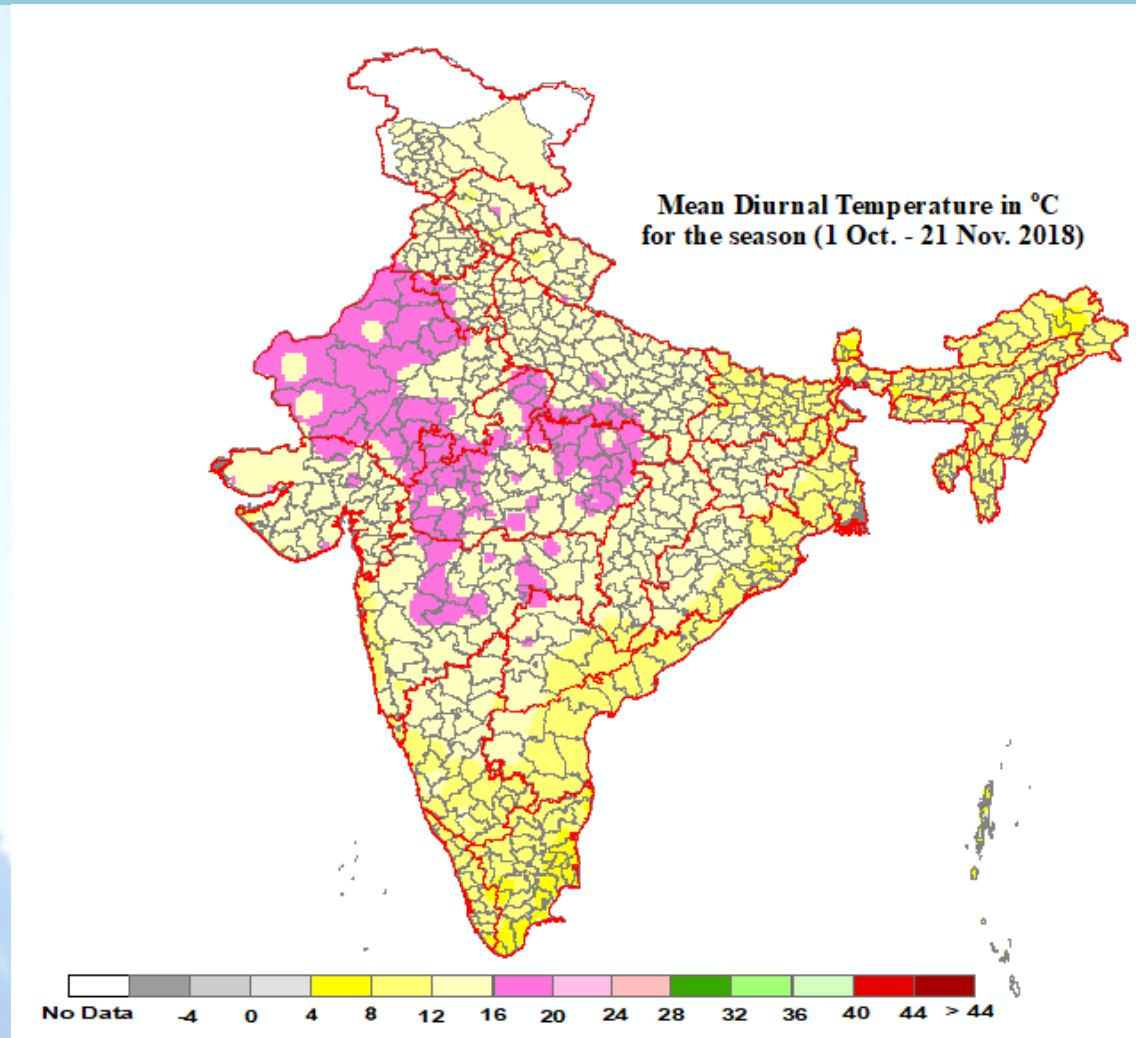 Mean Diurnal Temperature in °C
for the season (1 Oct. - 21 Nov. 2018)
No Data -4 0 4 8 12 16 20 24 28 32 36 40 44 > 44